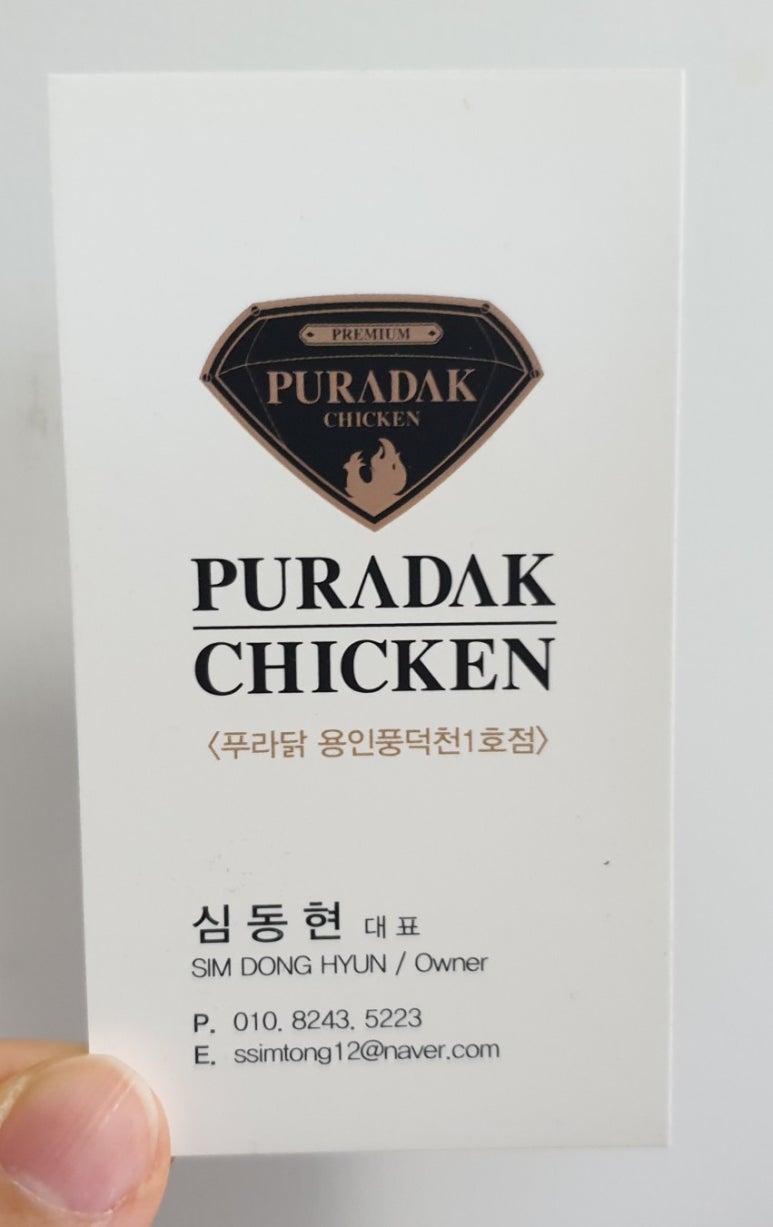 PREMIUM
PURADAK
CHICKEN
PURADAK
CHICKEN
〈푸라닭 용인풍덕천1호점〉
심동현 대표
SIM DONG HYUN / Owner
P. 010. 8243. 5223
E. ssimtong12@naver.com